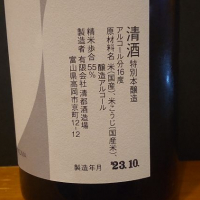 清酒 特別本醸造
アルコール分16度
原材料名 米(国産)、米こうじ(国産米)、
醸造アルコール
精米歩合 55%
製造者 有限会社 清都酒造場
富山県高岡市京町12-12
製造年月 '23.10.